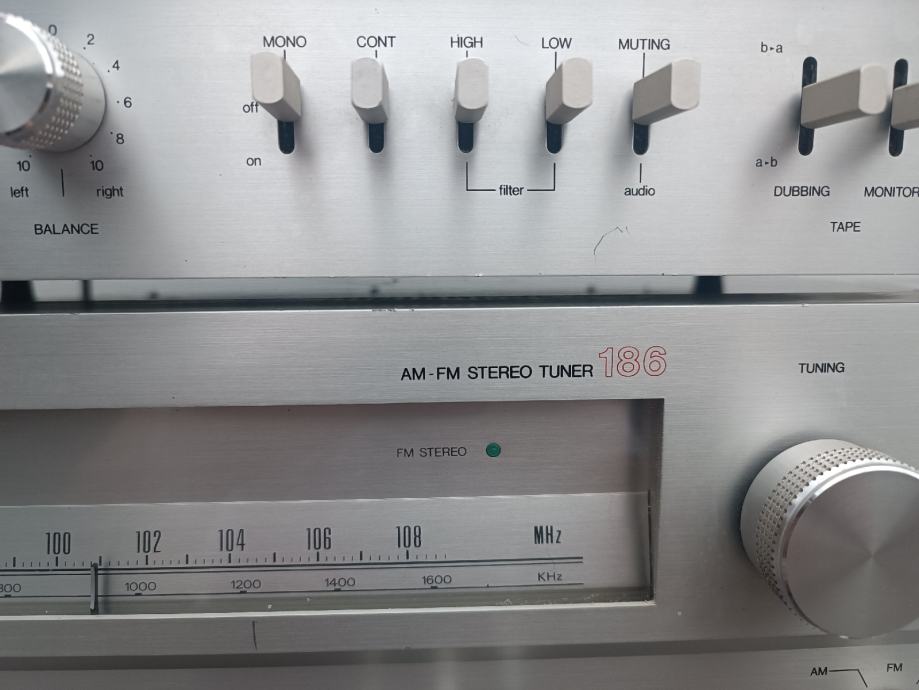 MONO CONT HIGH LOW MUTING
b▸a
0 .2
.4
off
.6
8
on
a▸b
10 10
left right
filter
audio
DUBBING MONITOR
BALANCE
TAPE
AM-FM STEREO TUNER 186
TUNING
FM STEREO
100 102 104 106 108 MHz
800 1000 1200 1400 1600 KHz
AM FM